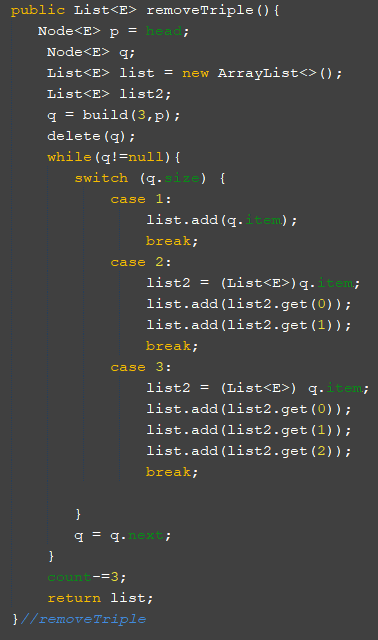 public List<E> removeTriple(){
Node<E> p = head;
Node<E> q;
List<E> list = new ArrayList<>();
List<E> list2;
q = build(3,p);
delete(q);
while(q!=null){
switch (q.size) {
case 1:
list.add(q.item);
break;
case 2:
list2 = (List<E>)q.item;
list.add(list2.get(0));
list.add(list2.get(1));
break;
case 3:
list2 = (List<E>) q.item;
list.add(list2.get(0));
list.add(list2.get(1));
list.add(list2.get(2));
break;
}
q = q.next;
}
count-=3;
return list;
}//removeTriple